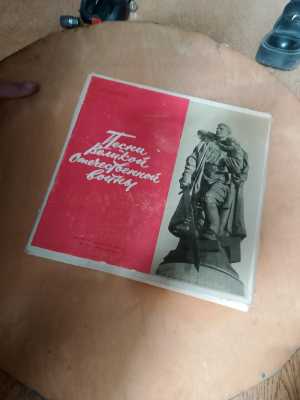 Песни
Великой
Отечественной
войны